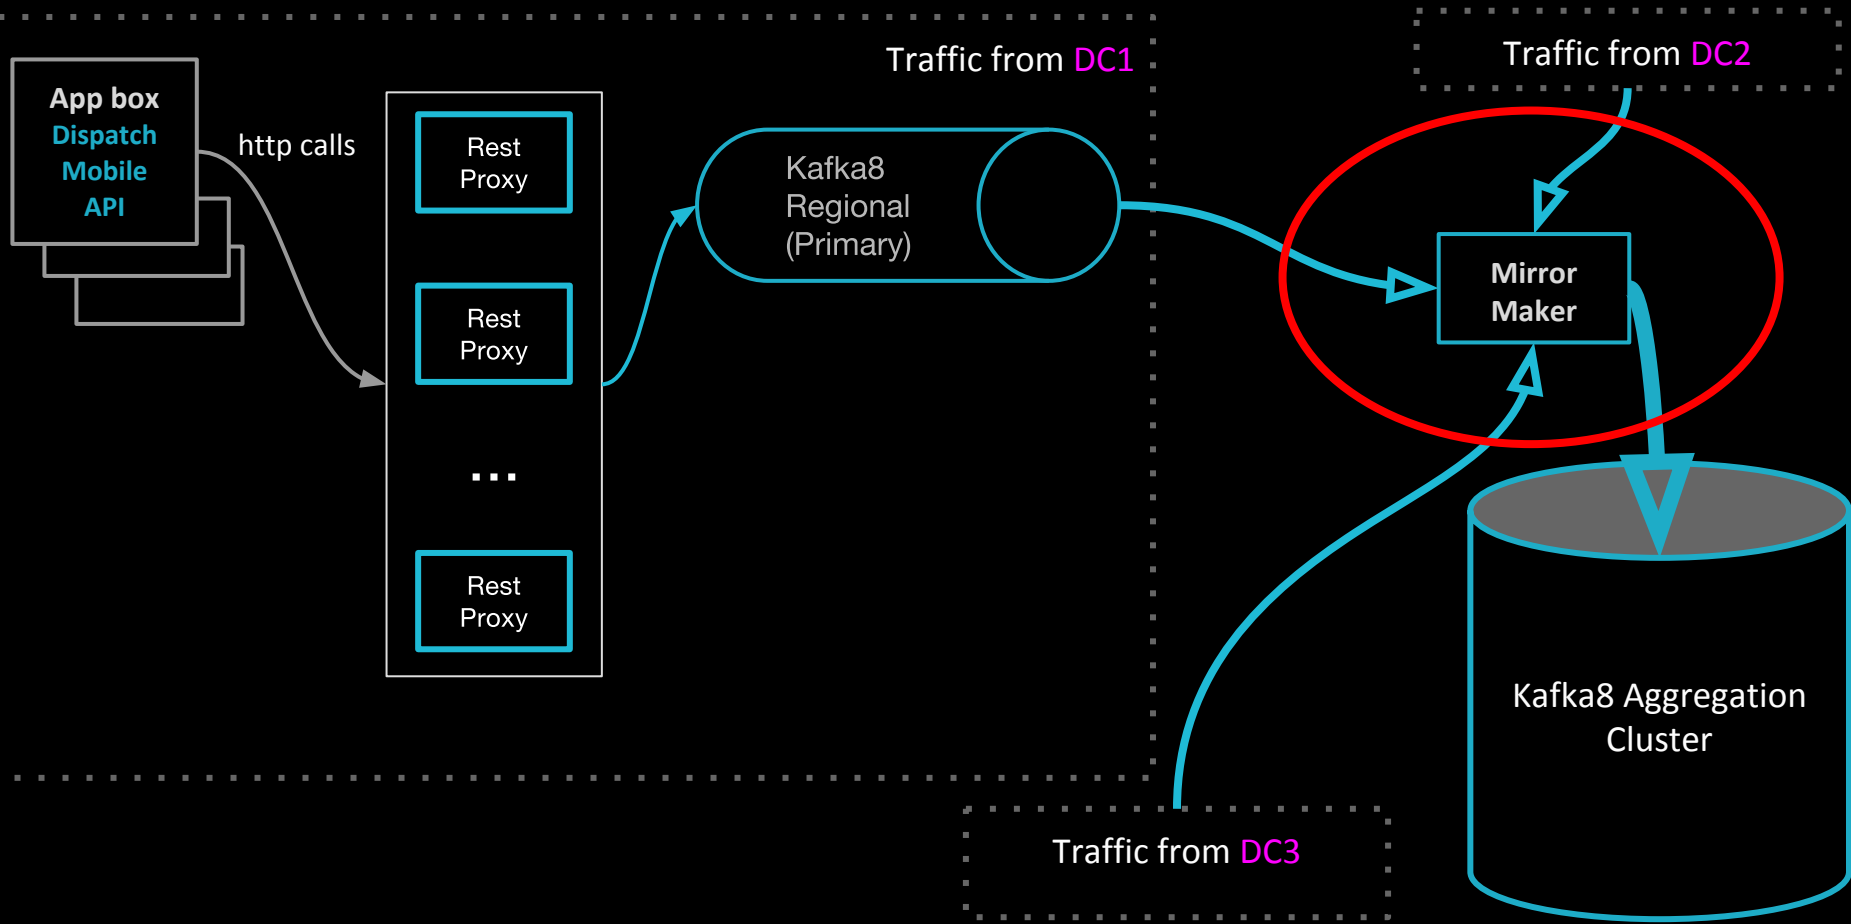 Traffic from DC1
Traffic from DC2
App box
Dispatch
Mobile
API
http calls
Rest
Proxy
Rest
Proxy
...
Rest
Proxy
Kafka8
Regional
(Primary)
Mirror
Maker
Kafka8 Aggregation
Cluster
Traffic from DC3